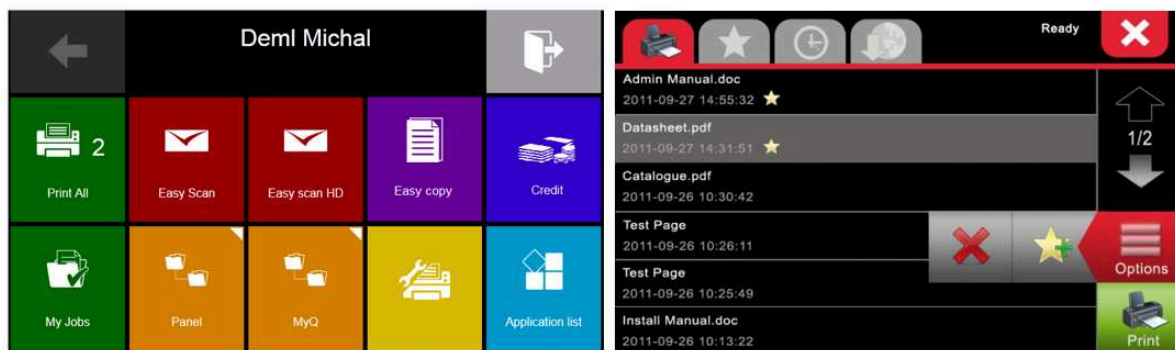 Deml Michal
2
Print All
Easy Scan
Easy scan HD
Easy copy
Credit
My Jobs
Panel
MyQ
Application list
Ready
Admin Manual.doc
2011-09-27 14:55:32
Datasheet.pdf
2011-09-27 14:31:51
1/2
Catalogue.pdf
2011-09-26 10:30:42
Test Page
2011-09-26 10:26:11
Options
Test Page
2011-09-26 10:25:49
Install Manual.doc
2011-09-26 10:13:22
Print